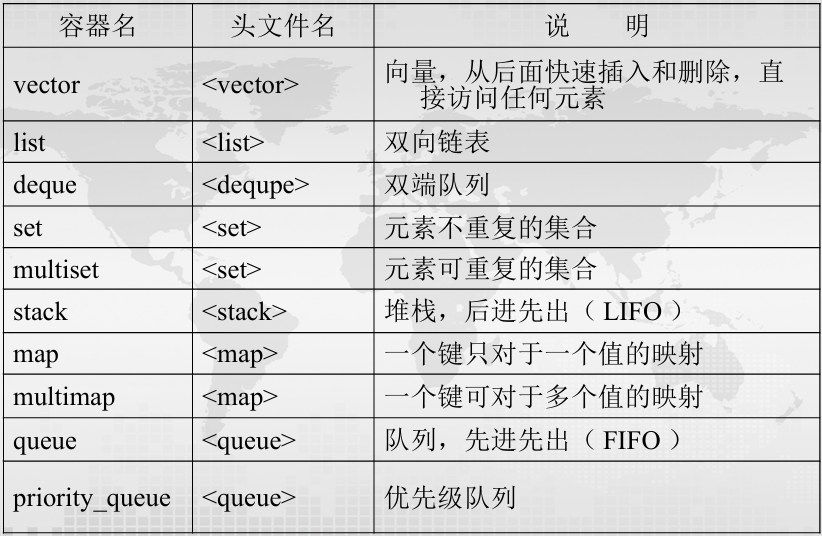 容器名 头文件名 说 明
vector <vector> 向量，从后面快速插入和删除，直
接访问任何元素
list <list> 双向链表
deque <dequpe> 双端队列
set <set> 元素不重复的集合
multiset <set> 元素可重复的集合
stack <stack> 堆栈，后进先出（ LIFO ）
map <map> 一个键只对于一个值的映射
multimap <map> 一个键可对于多个值的映射
queue <queue> 队列，先进先出（ FIFO ）
priority_queue <queue> 优先级队列